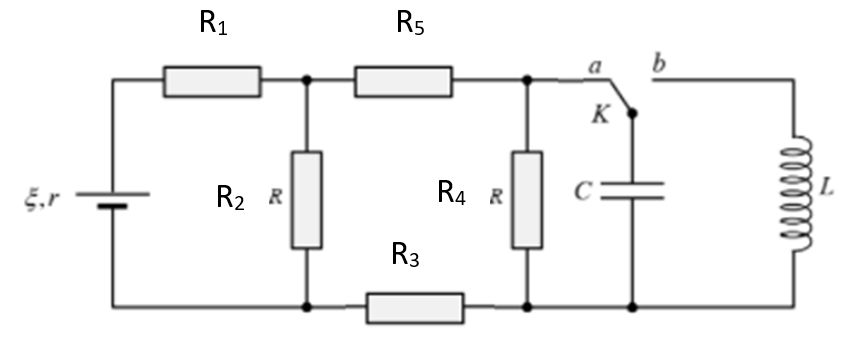 R₁ R₅
a b
K
ξ,r R₂ R R₄ R C L
R₃